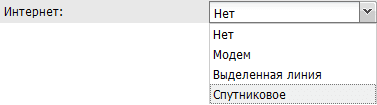 Интернет: Нет
Нет
Модем
Выделенная линия
Спутниковое